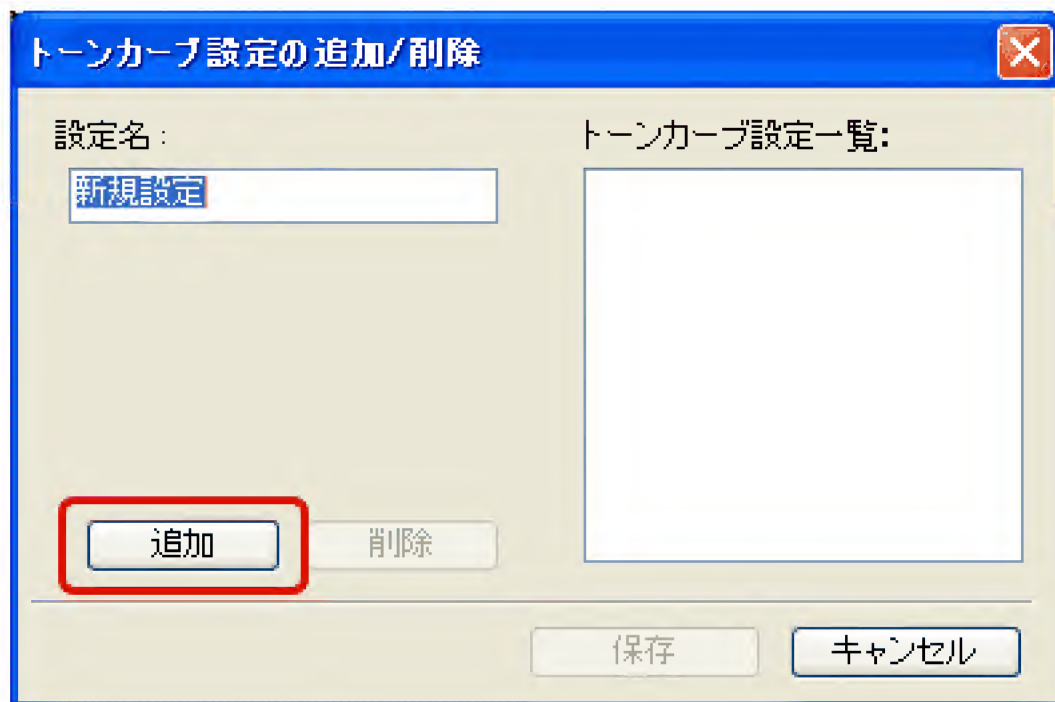 トーンカーブ設定の追加/削除
設定名:
トーンカーブ設定一覧:
新規設定
追加
削除
保存
キャンセル